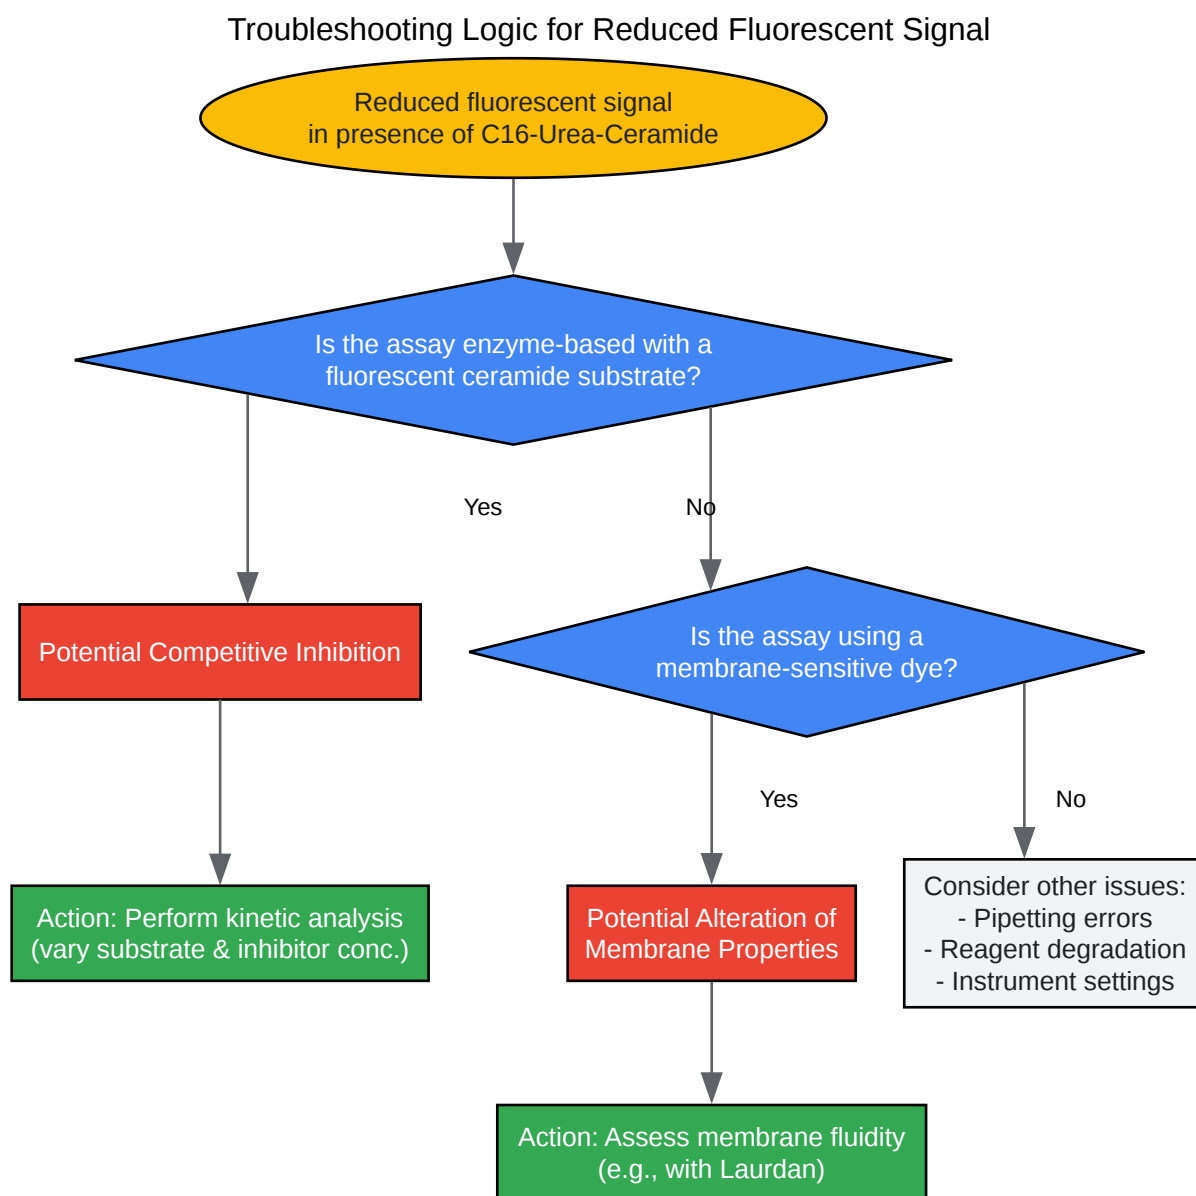 Troubleshooting Logic for Reduced Fluorescent Signal
Reduced fluorescent signal
in presence of C16-Urea-Ceramide
Is the assay enzyme-based with a
fluorescent ceramide substrate?
Yes
No
Potential Competitive Inhibition
Is the assay using a
membrane-sensitive dye?
Yes
No
Action: Perform kinetic analysis
(vary substrate & inhibitor conc.)
Potential Alteration of
Membrane Properties
Consider other issues:
- Pipetting errors
- Reagent degradation
- Instrument settings
Action: Assess membrane fluidity
(e.g., with Laurdan)